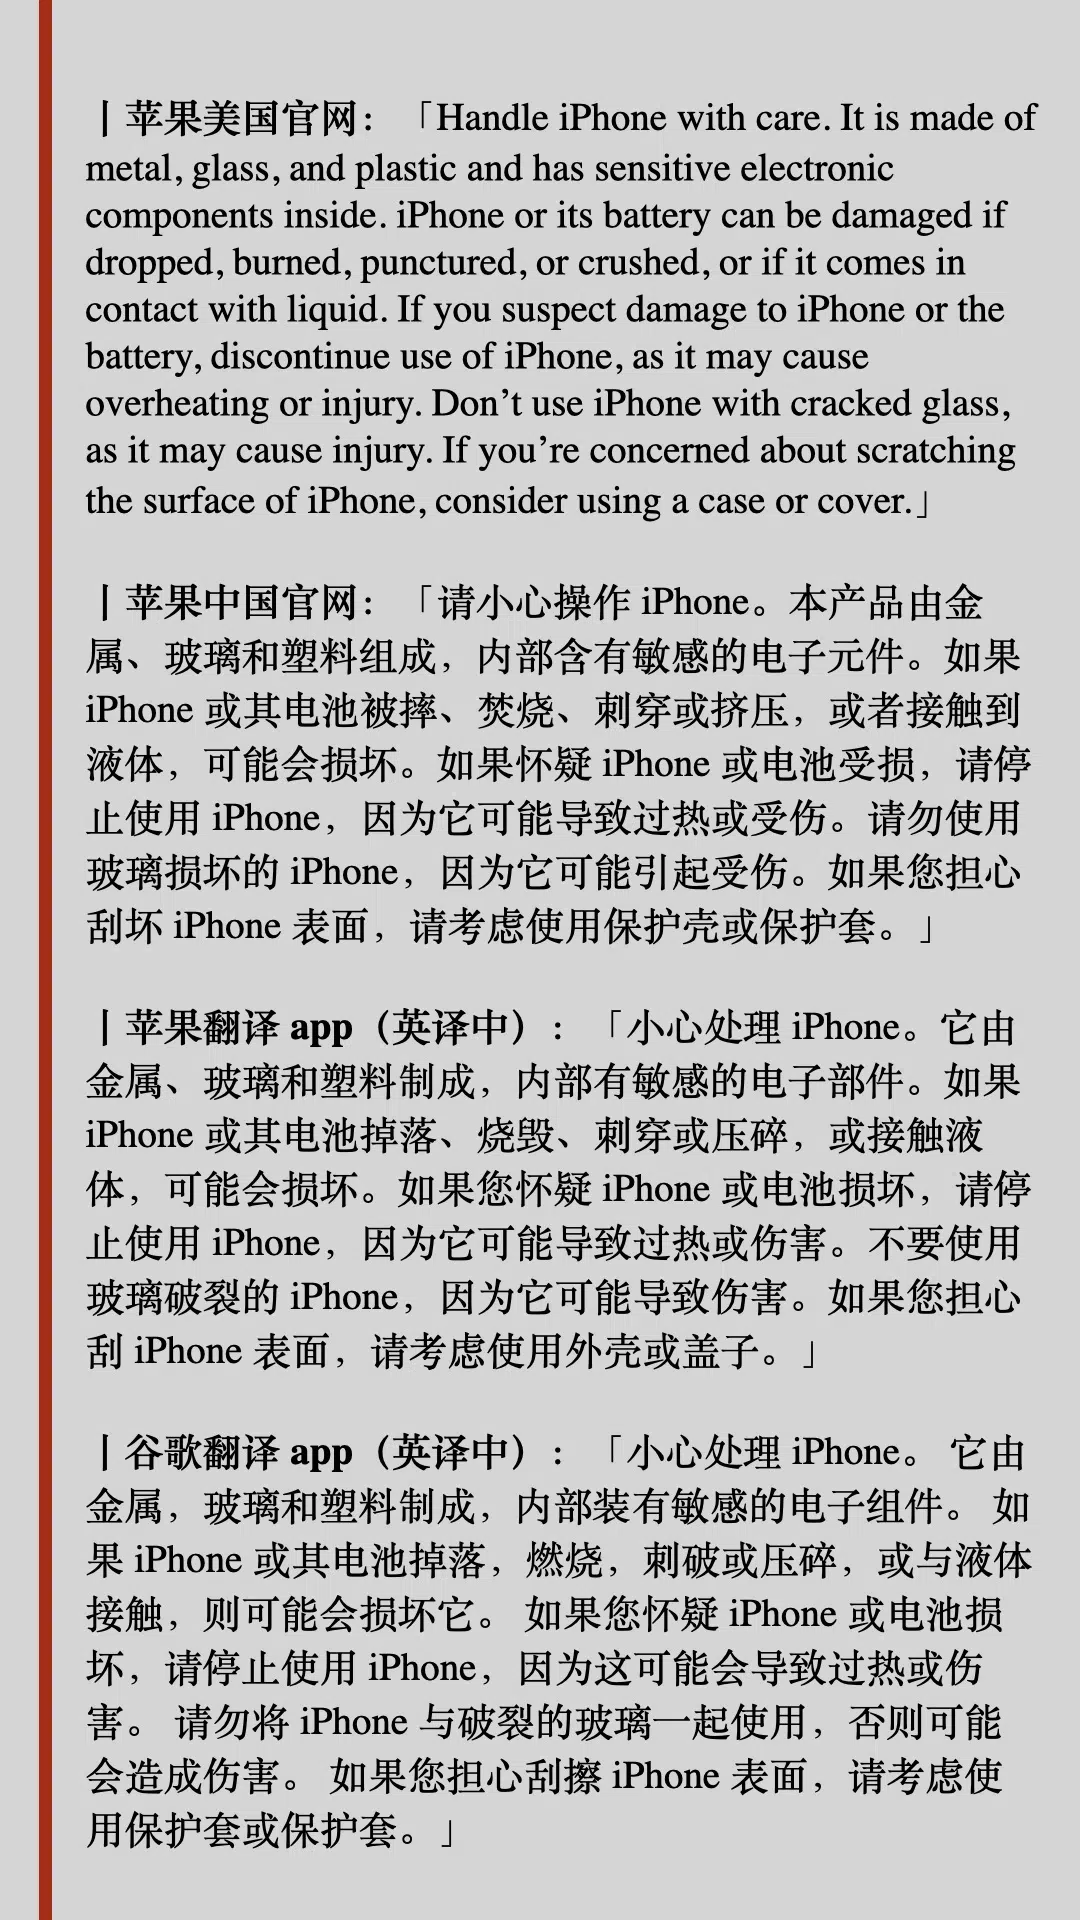 丨苹果美国官网：「Handle iPhone with care. It is made of
metal, glass, and plastic and has sensitive electronic
components inside. iPhone or its battery can be damaged if
dropped, burned, punctured, or crushed, or if it comes in
contact with liquid. If you suspect damage to iPhone or the
battery, discontinue use of iPhone, as it may cause
overheating or injury. Don’t use iPhone with cracked glass,
as it may cause injury. If you’re concerned about scratching
the surface of iPhone, consider using a case or cover.」
丨苹果中国官网：「请小心操作 iPhone。本产品由金
属、玻璃和塑料组成，内部含有敏感的电子元件。如果
iPhone 或其电池被摔、焚烧、刺穿或挤压，或者接触到
液体，可能会损坏。如果怀疑 iPhone 或电池受损，请停
止使用 iPhone，因为它可能导致过热或受伤。请勿使用
玻璃损坏的 iPhone，因为它可能引起受伤。如果您担心
刮坏 iPhone 表面，请考虑使用保护壳或保护套。」
丨苹果翻译 app（英译中）：「小心处理 iPhone。它由
金属、玻璃和塑料制成，内部有敏感的电子部件。如果
iPhone 或其电池掉落、烧毁、刺穿或压碎，或接触液
体，可能会损坏。如果您怀疑 iPhone 或电池损坏，请停
止使用 iPhone，因为它可能导致过热或伤害。不要使用
玻璃破裂的 iPhone，因为它可能导致伤害。如果您担心
刮 iPhone 表面，请考虑使用外壳或盖子。」
丨谷歌翻译 app（英译中）：「小心处理 iPhone。 它由
金属，玻璃和塑料制成，内部装有敏感的电子组件。 如
果 iPhone 或其电池掉落，燃烧，刺破或压碎，或与液体
接触，则可能会损坏它。 如果您怀疑 iPhone 或电池损
坏，请停止使用 iPhone，因为这可能会导致过热或伤
害。 请勿将 iPhone 与破裂的玻璃一起使用，否则可能
会造成伤害。 如果您担心刮擦 iPhone 表面，请考虑使
用保护套或保护套。」